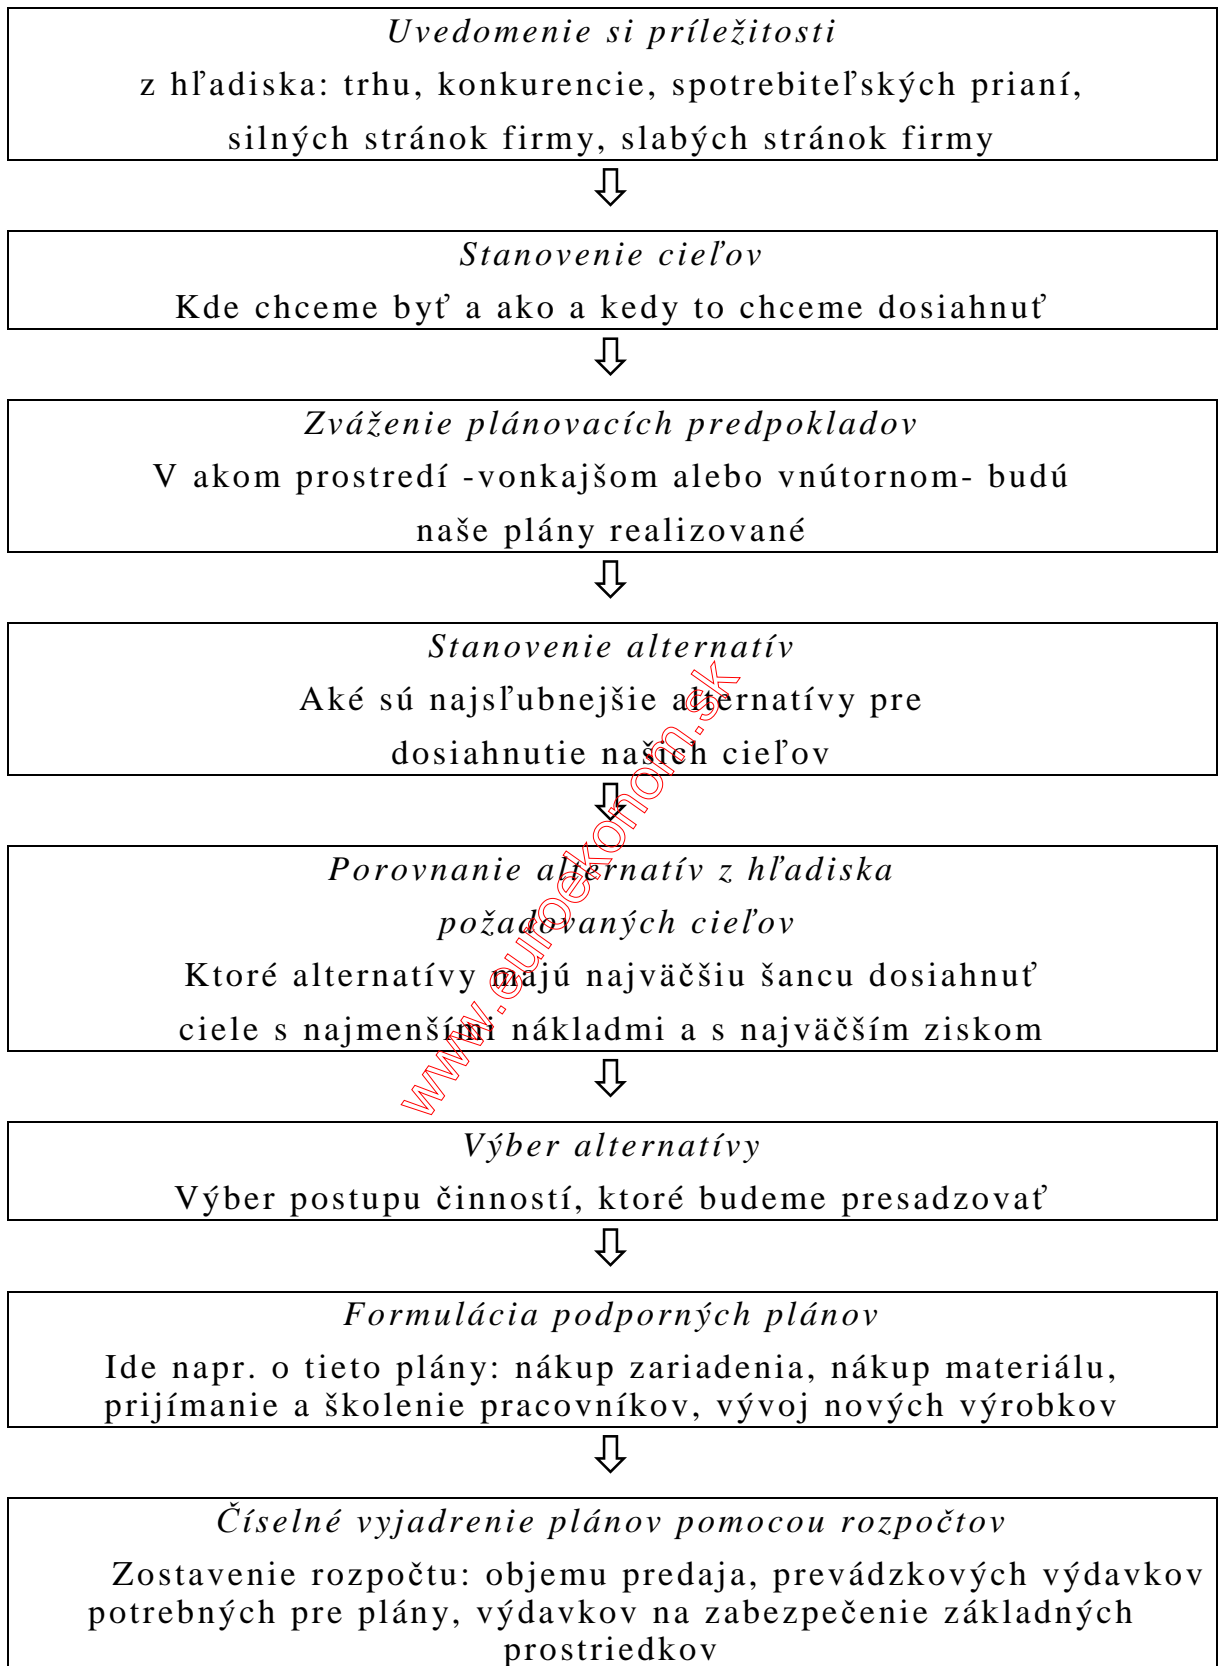 Uvedomenie si príležitosti
z hľadiska: trhu, konkurencie, spotrebiteľských prianí,
silných stránok firmy, slabých stránok firmy
Stanovenie cieľov
Kde chceme byť a ako a kedy to chceme dosiahnuť
Zváženie plánovacích predpokladov
V akom prostredí -vonkajšom alebo vnútornom- budú
naše plány realizované
Stanovenie alternatív
Aké sú najsľubnejšie alternatívy pre
dosiahnutie našich cieľov
Porovnanie alternatív z hľadiska
požadovaných cieľov
Ktoré alternatívy majú najväčšiu šancu dosiahnuť
ciele s najmenšími nákladmi a s najväčším ziskom
Výber alternatívy
Výber postupu činností, ktoré budeme presadzovať
Formulácia podporných plánov
Ide napr. o tieto plány: nákup zariadenia, nákup materiálu,
prijímanie a školenie pracovníkov, vývoj nových výrobkov
Číselné vyjadrenie plánov pomocou rozpočtov
Zostavenie rozpočtu: objemu predaja, prevádzkových výdavkov
potrebných pre plány, výdavkov na zabezpečenie základných
prostriedkov
www.euroekonom.sk